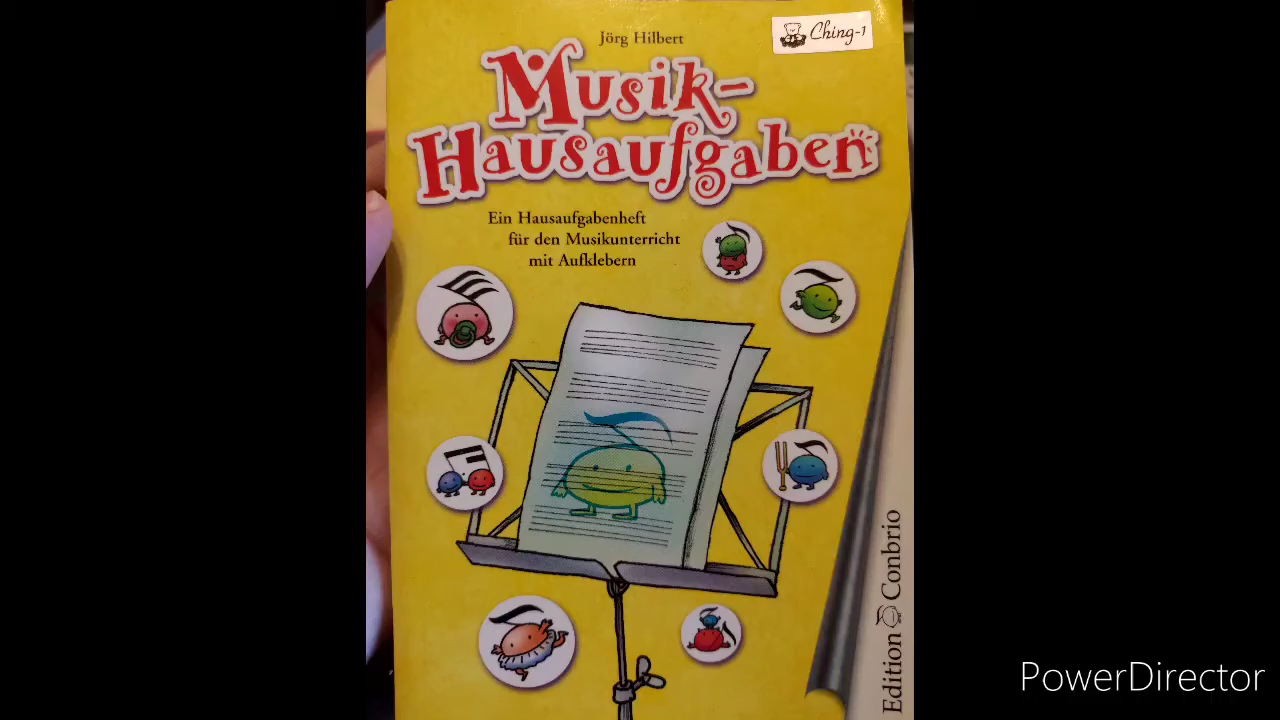 Jörg Hilbert
Ching-1
Musik-
Hausaufgaben
Ein Hausaufgabenheft
für den Musikunterricht
mit Aufklebern
Edition Conbrio
PowerDirector